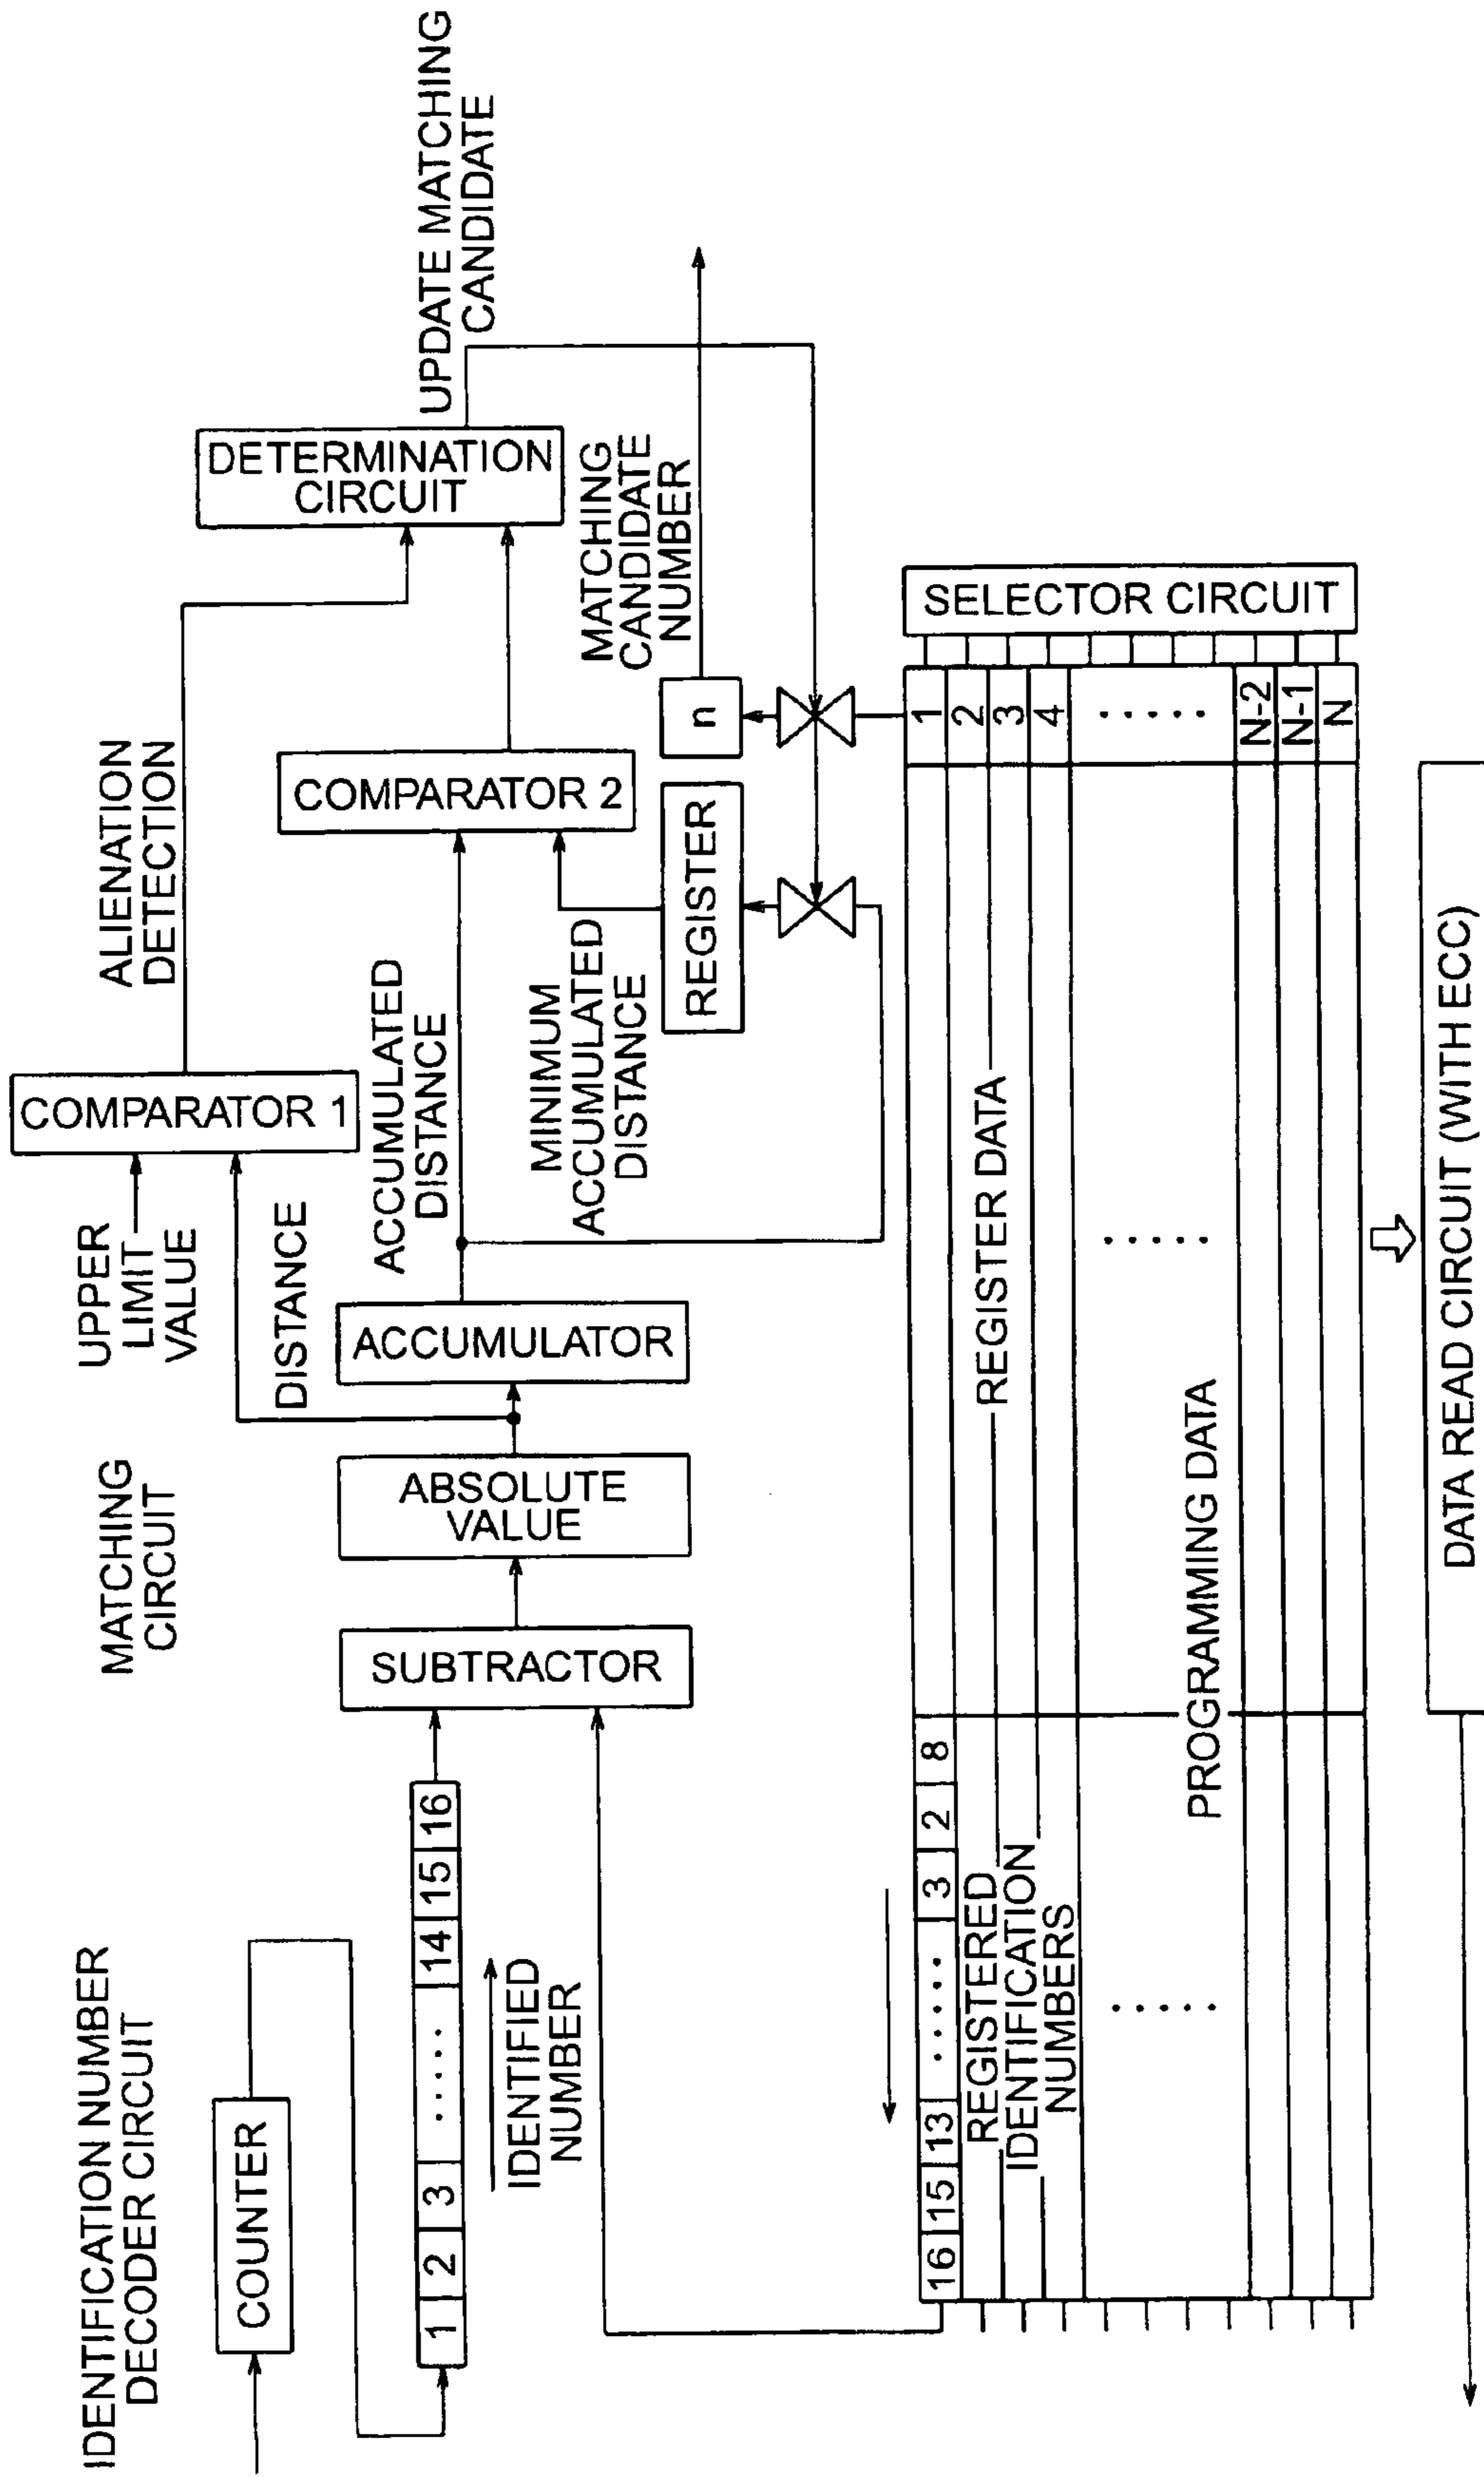 IDENTIFICATION NUMBER
DECODER CIRCUIT
COUNTER
1 2 3 ..... 14 15 16
IDENTIFIED
NUMBER
MATCHING
CIRCUIT
SUBTRACTOR
ABSOLUTE
VALUE
DISTANCE
UPPER
LIMIT
VALUE
COMPARATOR 1
ACCUMULATOR
ACCUMULATED
DISTANCE
ALIENATION
DETECTION
MINIMUM
ACCUMULATED
DISTANCE
COMPARATOR 2
REGISTER
DETERMINATION
CIRCUIT
UPDATE MATCHING
CANDIDATE
MATCHING
CANDIDATE
NUMBER
n
16 15 13 ...... 3 2 8
REGISTERED
IDENTIFICATION
NUMBERS
.....
REGISTER DATA
.....
PROGRAMMING DATA
1
2
3
4
.....
N-2
N-1
N
SELECTOR CIRCUIT
DATA READ CIRCUIT (WITH ECC)